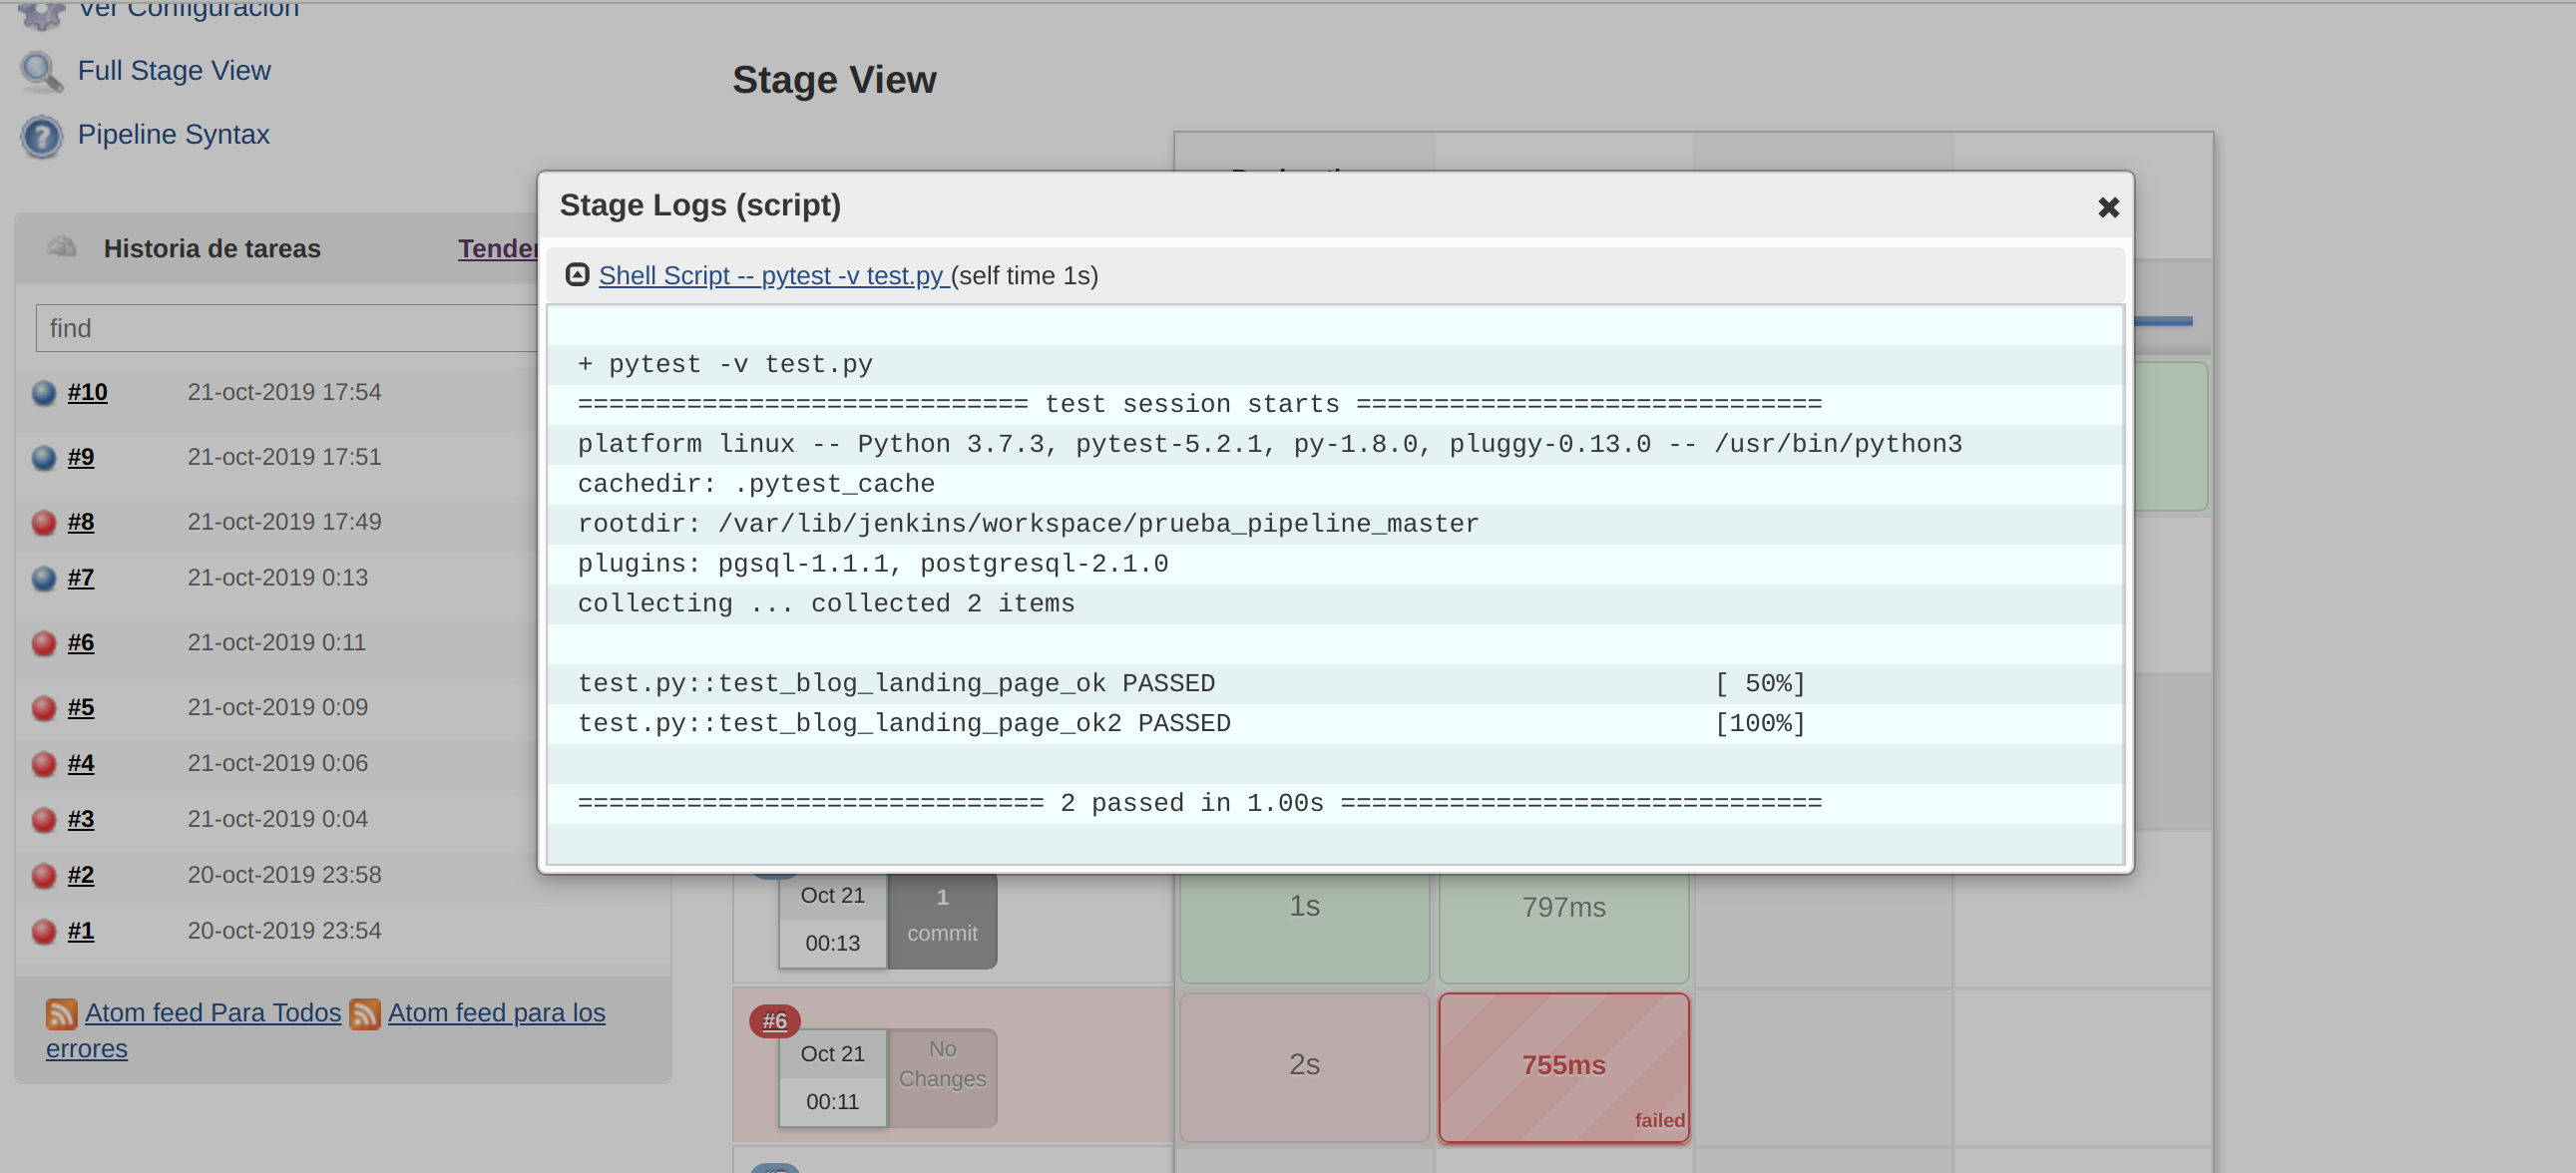 Ver Configuración
Full Stage View
Pipeline Syntax
Historia de tareas
find
#10 21-oct-2019 17:54
#9 21-oct-2019 17:51
#8 21-oct-2019 17:49
#7 21-oct-2019 0:13
#6 21-oct-2019 0:11
#5 21-oct-2019 0:09
#4 21-oct-2019 0:06
#3 21-oct-2019 0:04
#2 20-oct-2019 23:58
#1 20-oct-2019 23:54
Atom feed Para Todos Atom feed para los
errores
Stage View
Stage Logs (script)
Shell Script -- pytest -v test.py (self time 1s)
+ pytest -v test.py
============================= test session starts ==============================
platform linux -- Python 3.7.3, pytest-5.2.1, py-1.8.0, pluggy-0.13.0 -- /usr/bin/python3
cachedir: .pytest_cache
rootdir: /var/lib/jenkins/workspace/prueba_pipeline_master
plugins: pgsql-1.1.1, postgresql-2.1.0
collecting ... collected 2 items
test.py::test_blog_landing_page_ok PASSED [ 50%]
test.py::test_blog_landing_page_ok2 PASSED [100%]
============================== 2 passed in 1.00s ===============================
Oct 21
00:13
1
commit
1s
797ms
#6
Oct 21
00:11
No
Changes
2s
755ms
failed